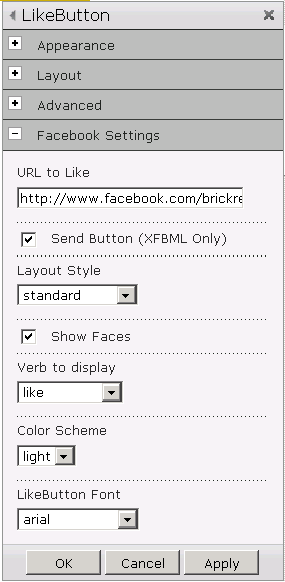 LikeButton
Appearance
Layout
Advanced
Facebook Settings
URL to Like
http://www.facebook.com/brickre
Send Button (XFBML Only)
Layout Style
standard
Show Faces
Verb to display
like
Color Scheme
light
LikeButton Font
arial
OK Cancel Apply